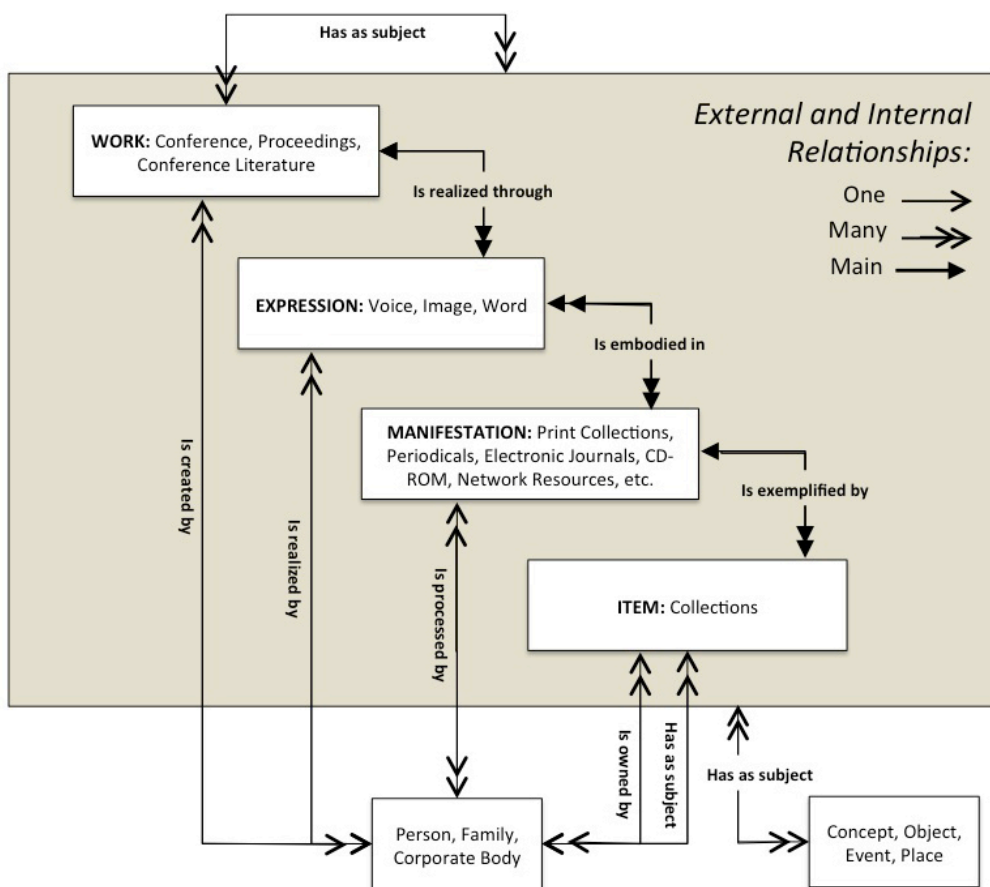 Has as subject
External and Internal
Relationships:
One
Many
Main
WORK: Conference, Proceedings,
Conference Literature
Is realized through
EXPRESSION: Voice, Image, Word
Is embodied in
MANIFESTATION: Print Collections,
Periodicals, Electronic Journals, CD-
ROM, Network Resources, etc.
Is exemplified by
ITEM: Collections
Is created by
Is realized by
Is processed by
Is owned by
Has as subject
Has as subject
Person, Family,
Corporate Body
Concept, Object,
Event, Place